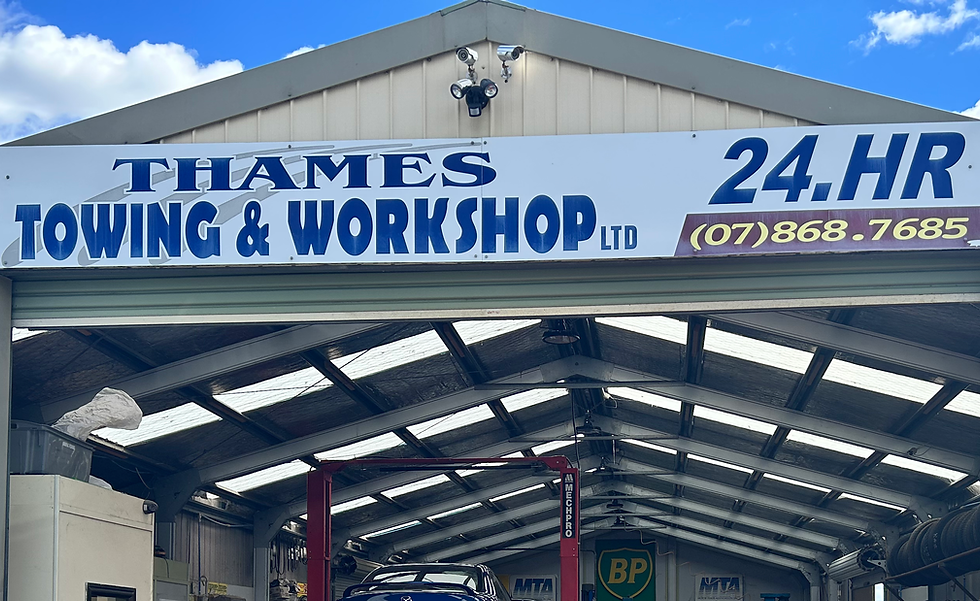 THAMES
TOWING & WORKSHOP LTD
24.HR
(07)868.7685
MECHPRO
MTA
BP
MTA